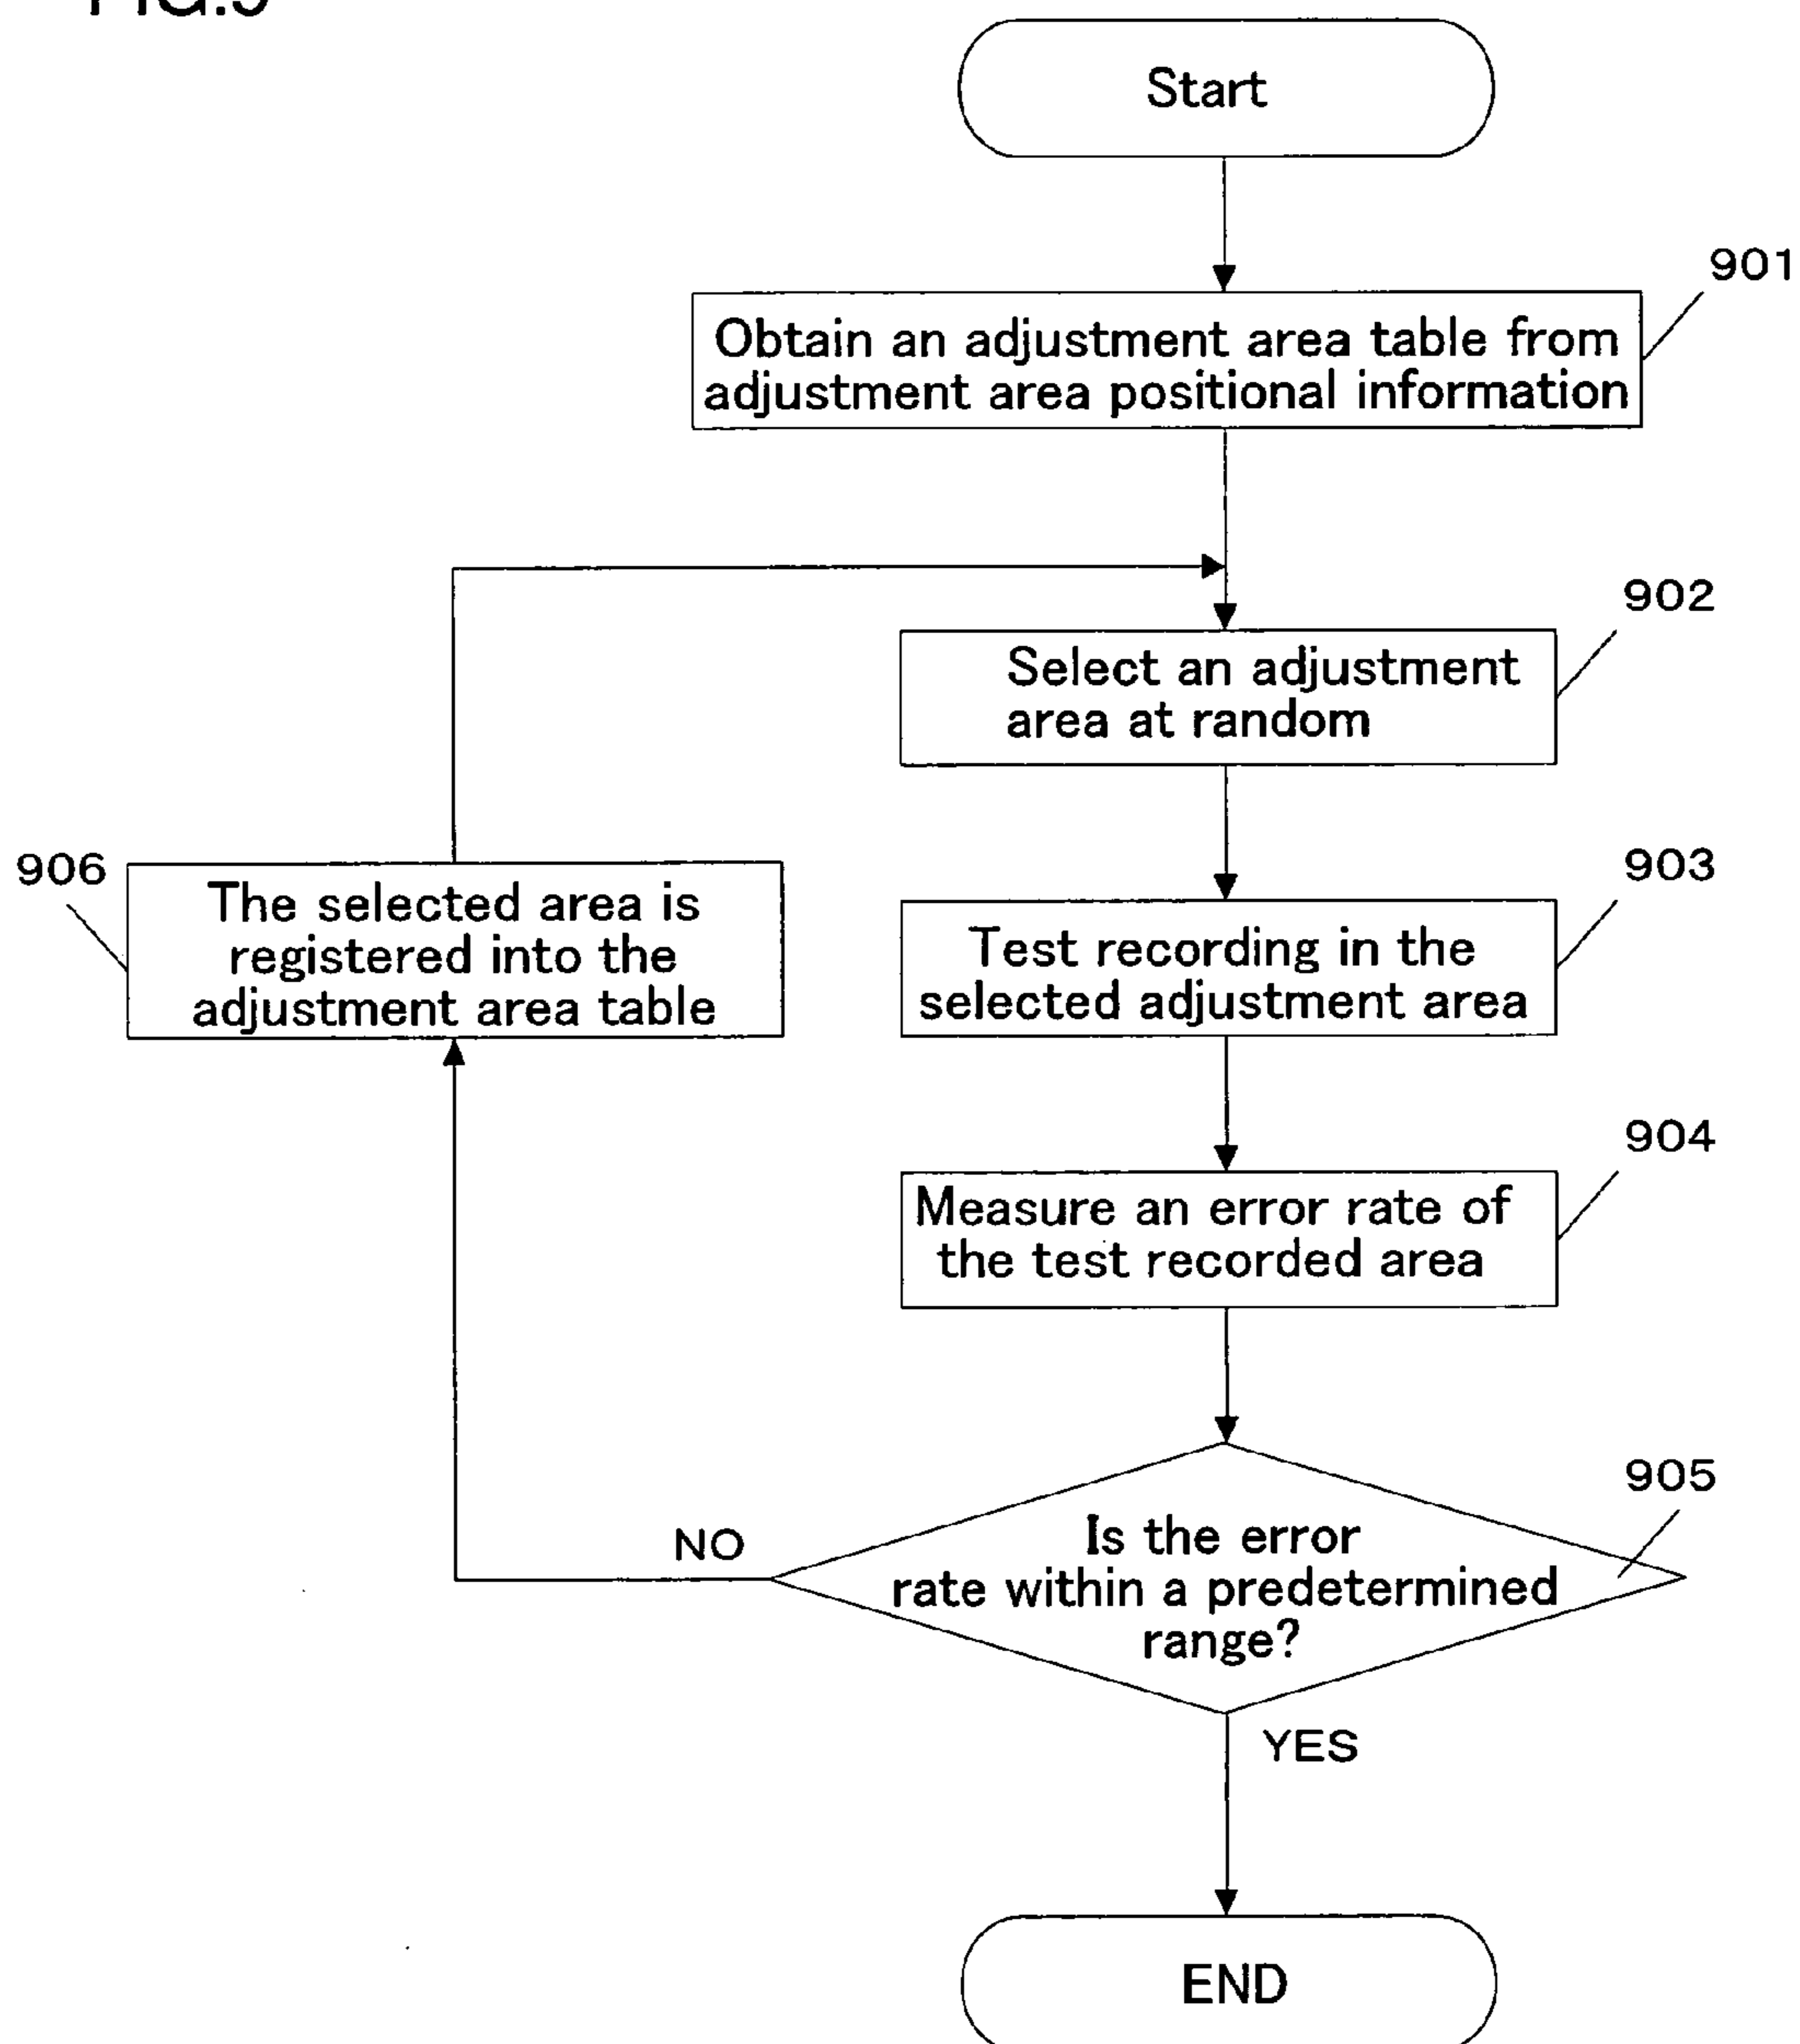 FIG.9
Start
901
Obtain an adjustment area table from
adjustment area positional information
902
Select an adjustment
area at random
903
Test recording in the
selected adjustment area
906
The selected area is
registered into the
adjustment area table
904
Measure an error rate of
the test recorded area
905
Is the error
rate within a predetermined
range?
NO
YES
END